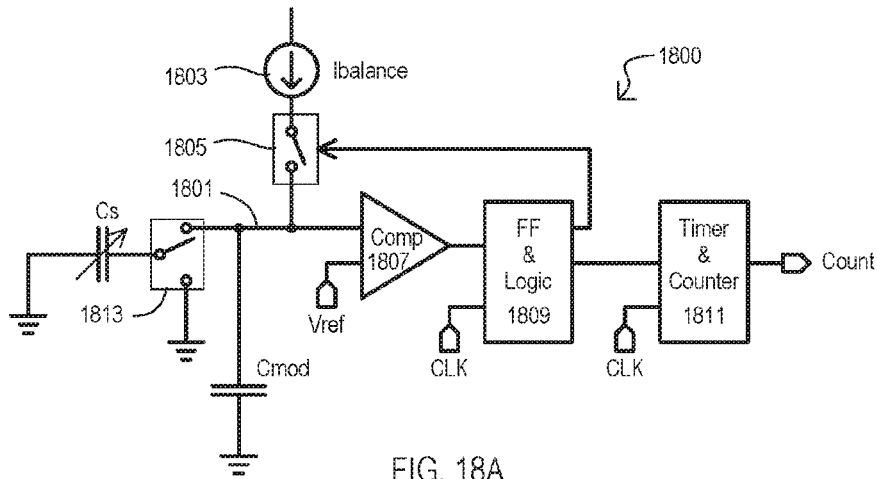 1803
Ibalance
1800
1805
1801
Cs
Comp
1807
FF
&
Logic
1809
Timer
&
Counter
1811
Count
1813
Vref
CLK
CLK
Cmod
FIG. 18A